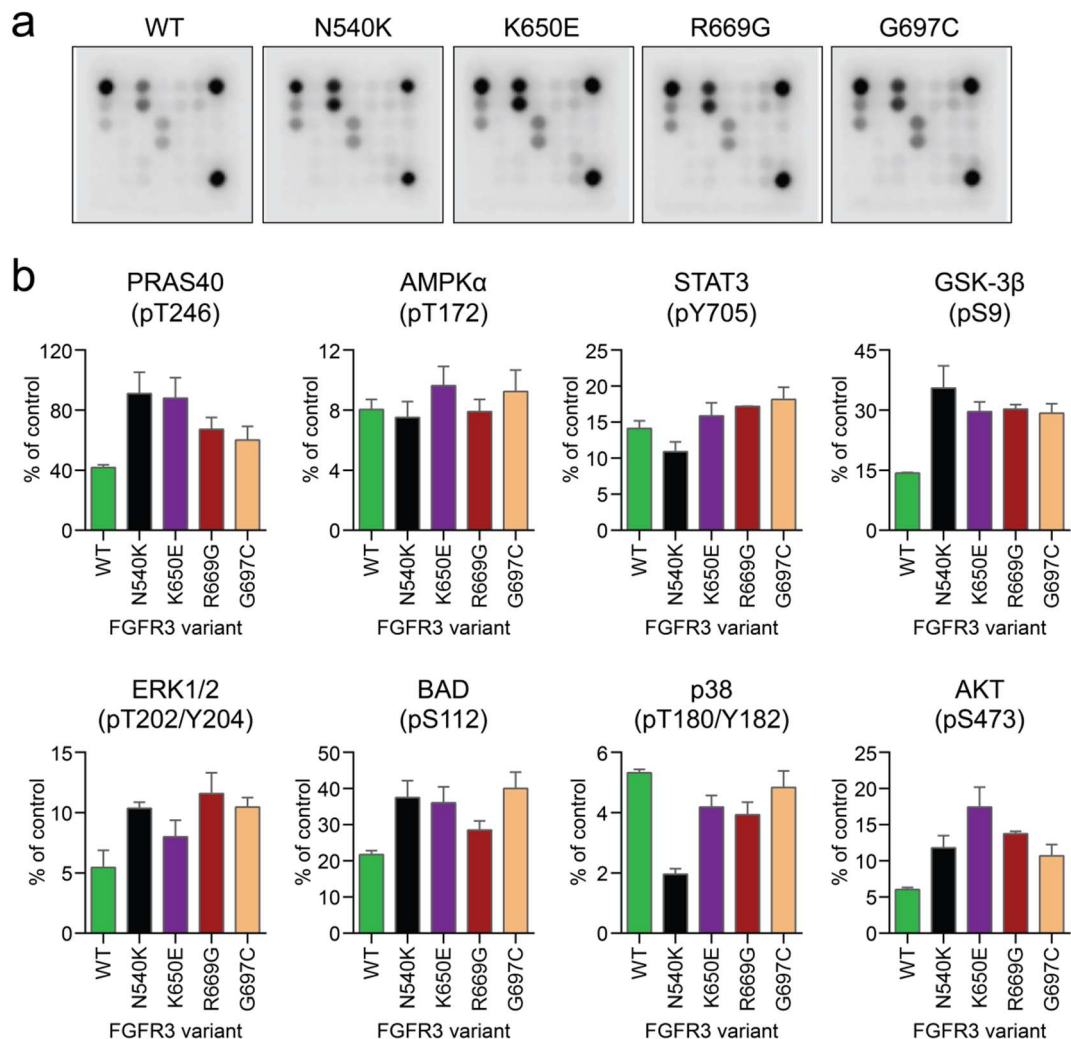 a
WT N540K K650E R669G G697C
b
PRAS40
(pT246)
% of control
120
80
40
0
WT N540K K650E R669G G697C
FGFR3 variant
AMPKα
(pT172)
% of control
12
8
4
0
WT N540K K650E R669G G697C
FGFR3 variant
STAT3
(pY705)
% of control
25
20
15
10
5
0
WT N540K K650E R669G G697C
FGFR3 variant
GSK-3β
(pS9)
% of control
45
30
15
0
WT N540K K650E R669G G697C
FGFR3 variant
ERK1/2
(pT202/Y204)
% of control
15
10
5
0
WT N540K K650E R669G G697C
FGFR3 variant
BAD
(pS112)
% of control
50
40
30
20
10
0
WT N540K K650E R669G G697C
FGFR3 variant
p38
(pT180/Y182)
% of control
6
4
2
0
WT N540K K650E R669G G697C
FGFR3 variant
AKT
(pS473)
% of control
25
20
15
10
5
0
WT N540K K650E R669G G697C
FGFR3 variant